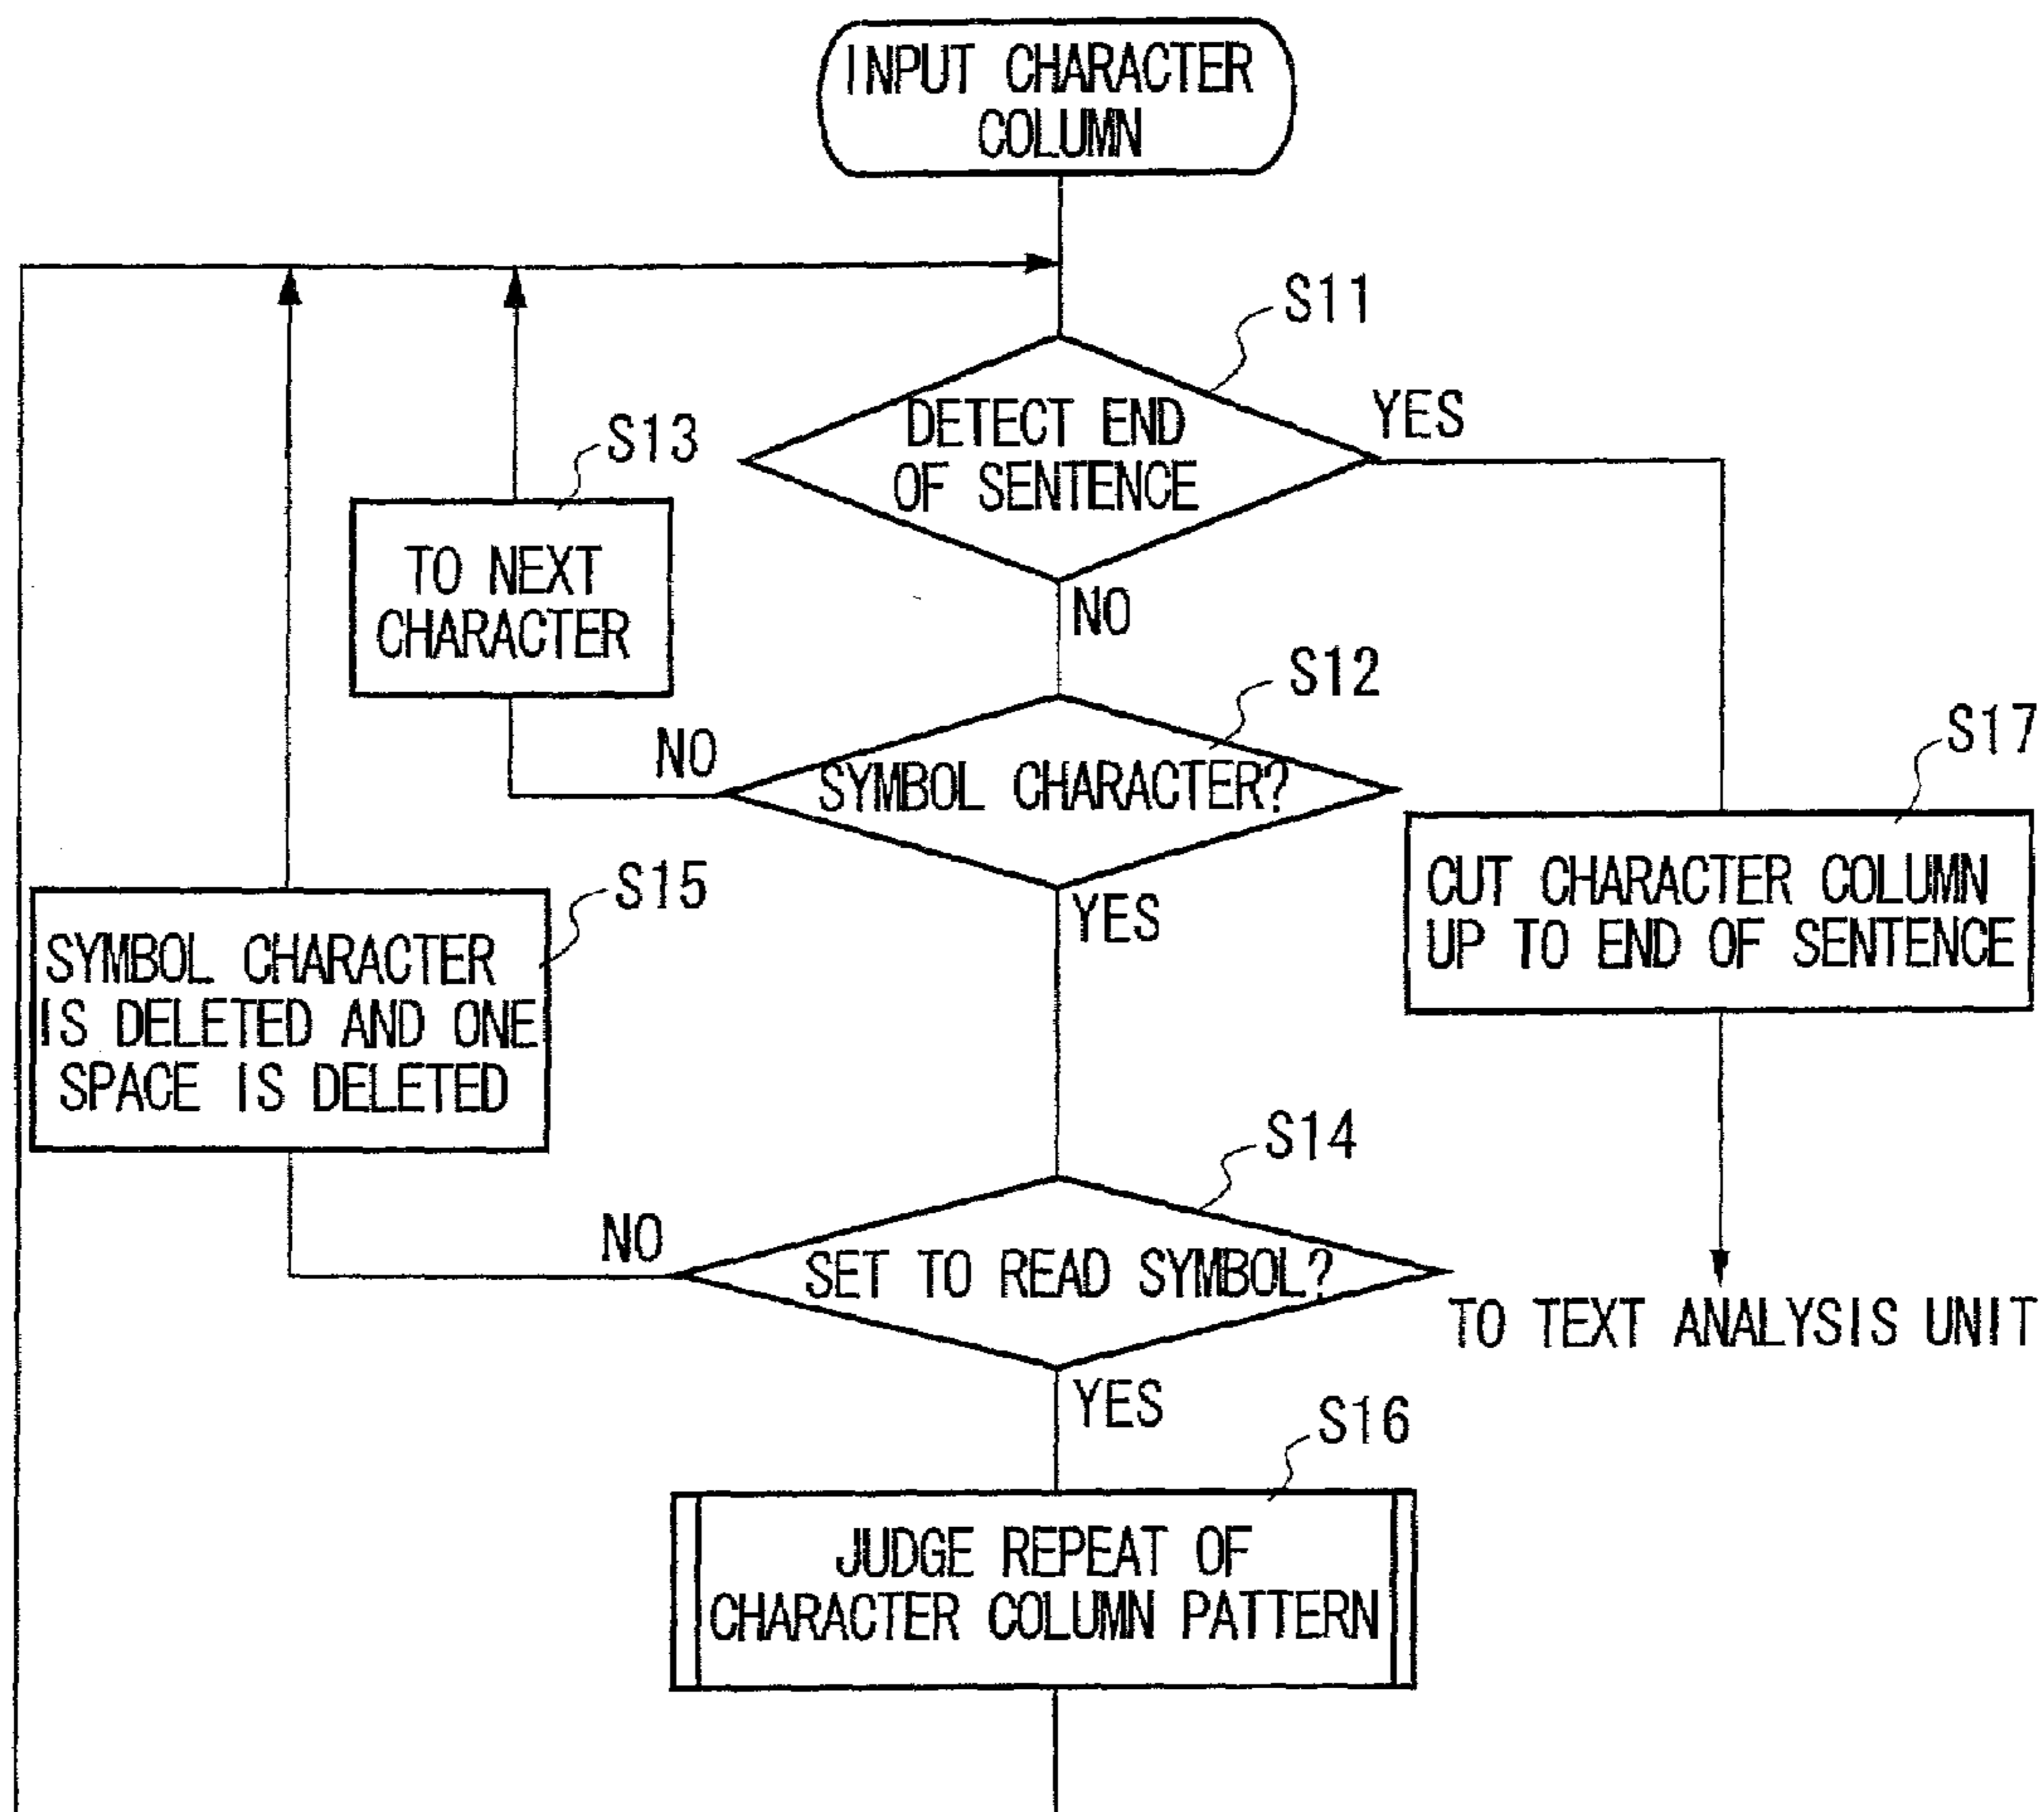 INPUT CHARACTER
COLUMN
S11
DETECT END
OF SENTENCE
YES
NO
S13
TO NEXT
CHARACTER
S12
SYMBOL CHARACTER?
NO
YES
S17
CUT CHARACTER COLUMN
UP TO END OF SENTENCE
S15
SYMBOL CHARACTER
IS DELETED AND ONE
SPACE IS DELETED
S14
SET TO READ SYMBOL?
NO
YES
TO TEXT ANALYSIS UNIT
S16
JUDGE REPEAT OF
CHARACTER COLUMN PATTERN